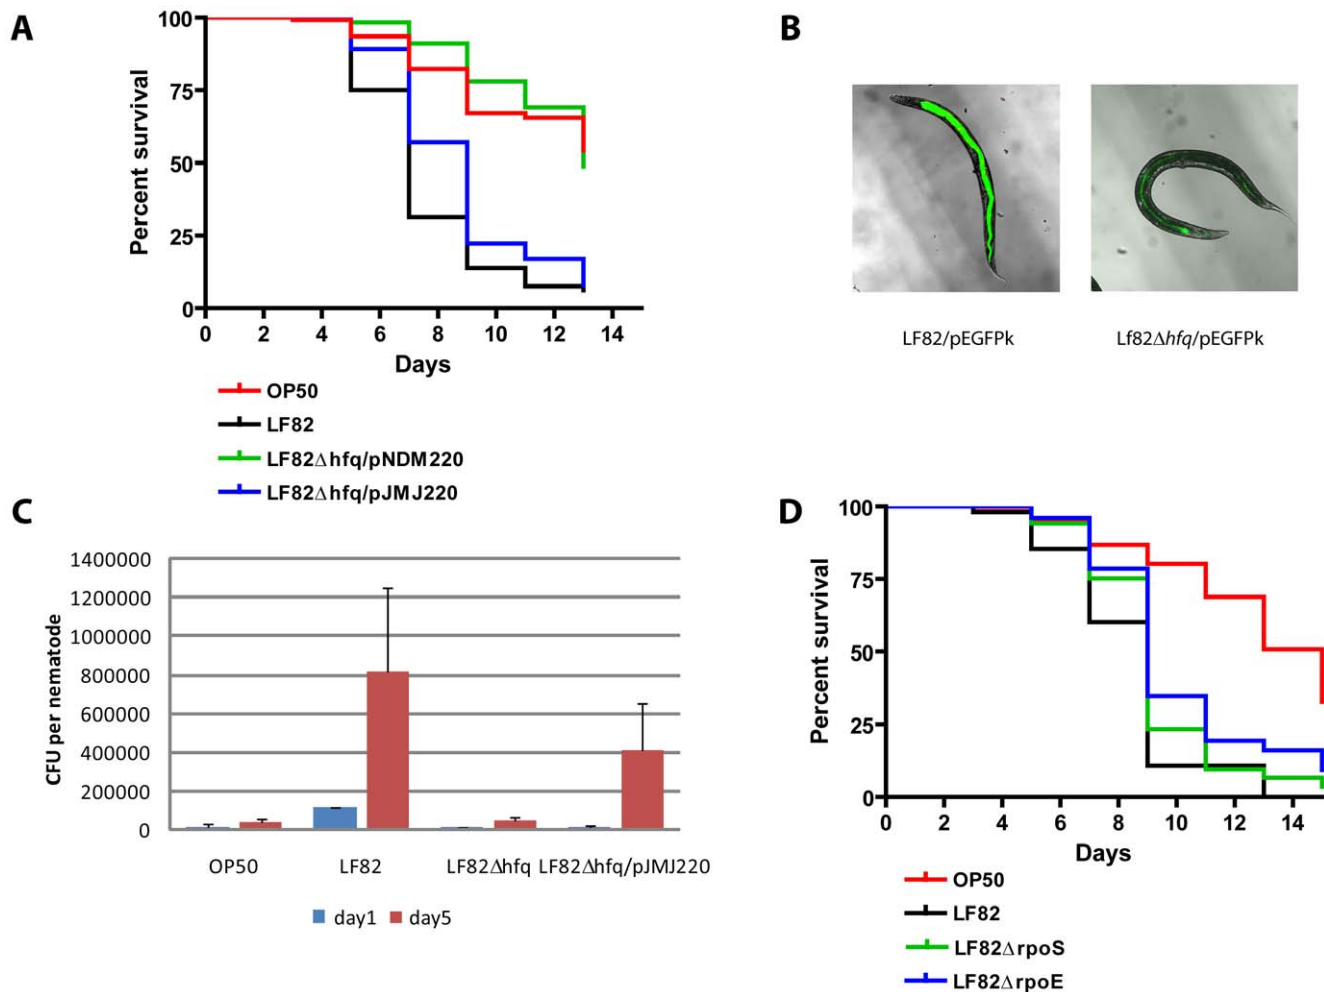 A
100
75
50
25
0
Percent survival
0 2 4 6 8 10 12 14
Days
OP50
LF82
LF82Δhfq/pNDM220
LF82Δhfq/pJMJ220
B
LF82/pEGFPk
Lf82Δhfq/pEGFPk
C
1400000
1200000
1000000
800000
600000
400000
200000
0
CFU per nematode
OP50 LF82 LF82Δhfq LF82Δhfq/pJMJ220
day1 day5
D
100
75
50
25
0
Percent survival
0 2 4 6 8 10 12 14
Days
OP50
LF82
LF82ΔrpoS
LF82ΔrpoE